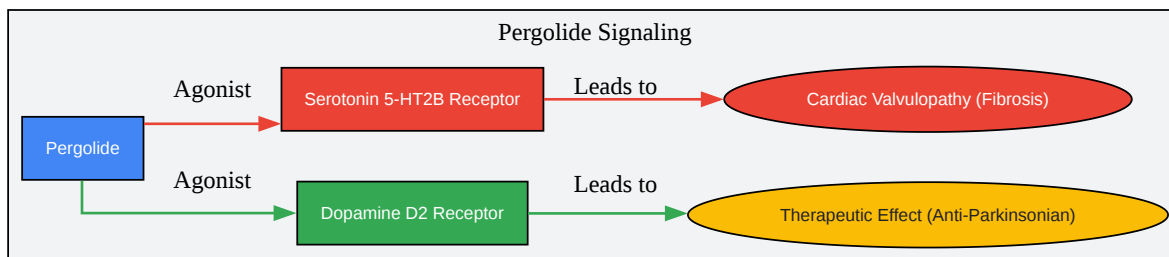 Pergolide Signaling
Agonist
Leads to
Serotonin 5-HT2B Receptor
Cardiac Valvulopathy (Fibrosis)
Pergolide
Agonist
Leads to
Dopamine D2 Receptor
Therapeutic Effect (Anti-Parkinsonian)